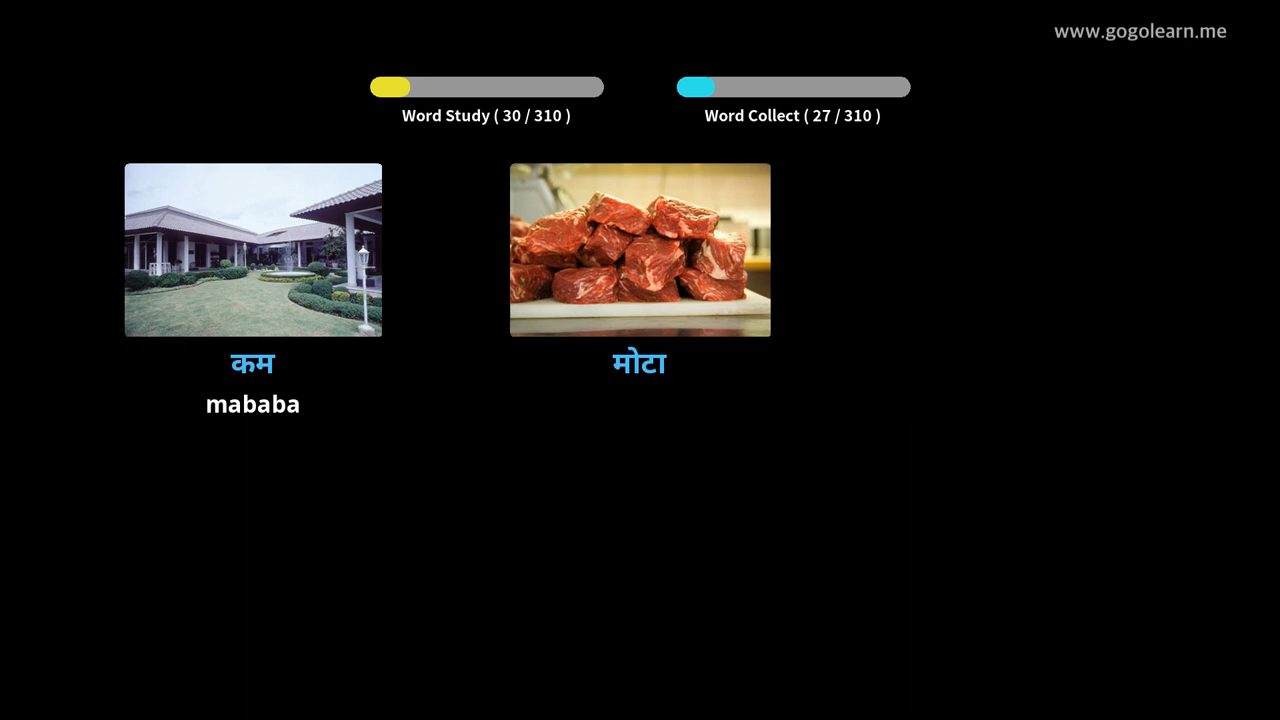 www.gogolearn.me
Word Study ( 30 / 310 )
Word Collect ( 27 / 310 )
कम
मोटा
mababa